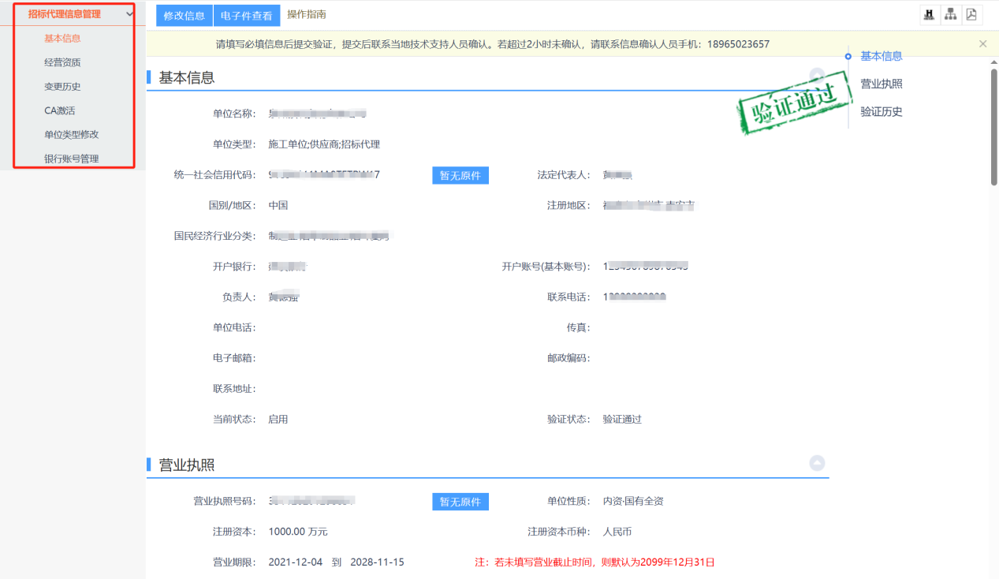 招标代理信息管理
基本信息
经营资质
变更历史
CA激活
单位类型修改
银行账号管理
修改信息 电子件查看 操作指南
请填写必填信息后提交验证，提交后联系当地技术支持人员确认。若超过2小时未确认，请联系信息确认人员手机：18965023657
基本信息
营业执照
验证历史
验证通过
基本信息
单位名称：
单位类型： 施工单位;供应商;招标代理
统一社会信用代码： 暂无原件 法定代表人：
国别/地区： 中国 注册地区：
国民经济行业分类：
开户银行： 开户账号(基本账号)：
负责人： 联系电话：
单位电话： 传真：
电子邮箱： 邮政编码：
联系地址：
当前状态： 启用 验证状态： 验证通过
营业执照
营业执照号码： 暂无原件 单位性质： 内资·国有全资
注册资本： 1000.00 万元 注册资本币种： 人民币
营业期限： 2021-12-04 到 2028-11-15 注：若未填写营业截止时间，则默认为2099年12月31日